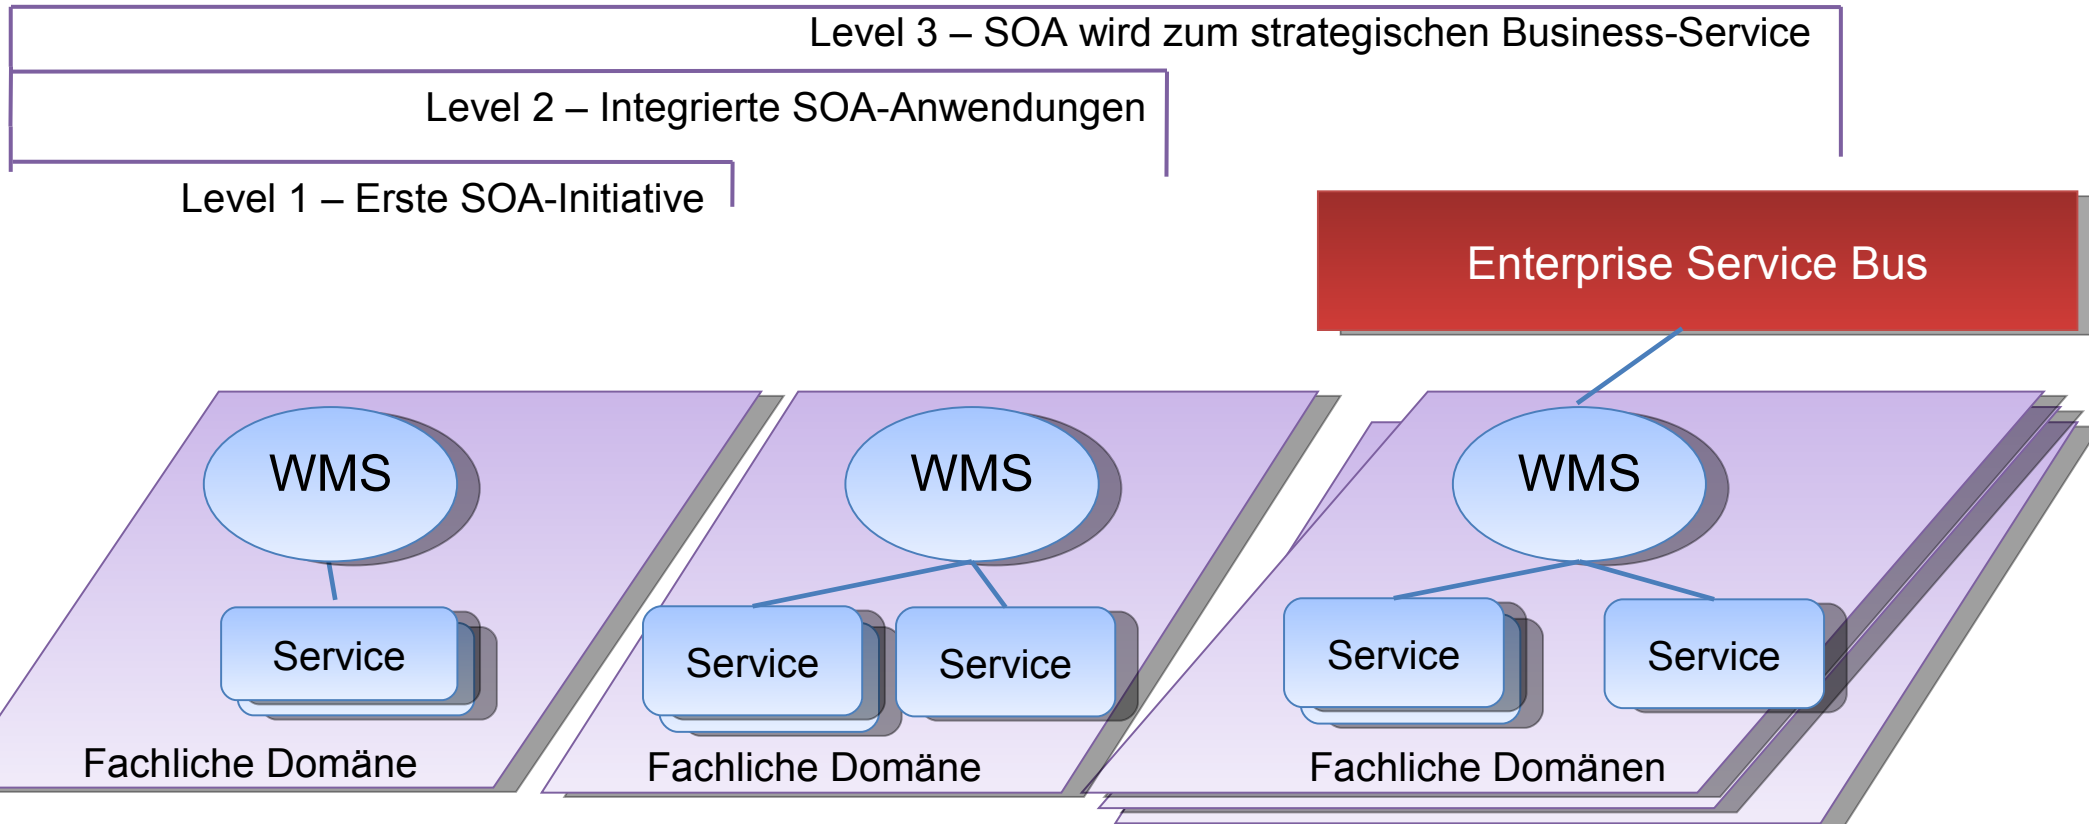 Level 3 – SOA wird zum strategischen Business-Service
Level 2 – Integrierte SOA-Anwendungen
Level 1 – Erste SOA-Initiative
Enterprise Service Bus
WMS
WMS
WMS
Service
Service
Service
Service
Service
Fachliche Domäne
Fachliche Domäne
Fachliche Domänen